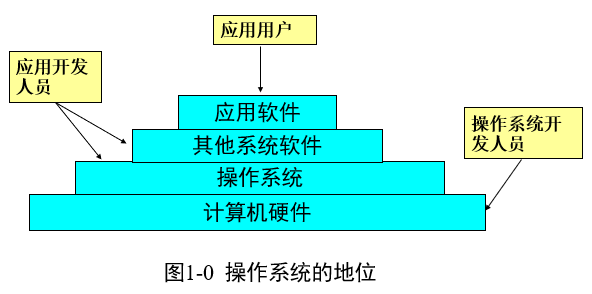 应用用户
应用开发
人员
应用软件
操作系统开
发人员
其他系统软件
操作系统
计算机硬件
图1-0 操作系统的地位